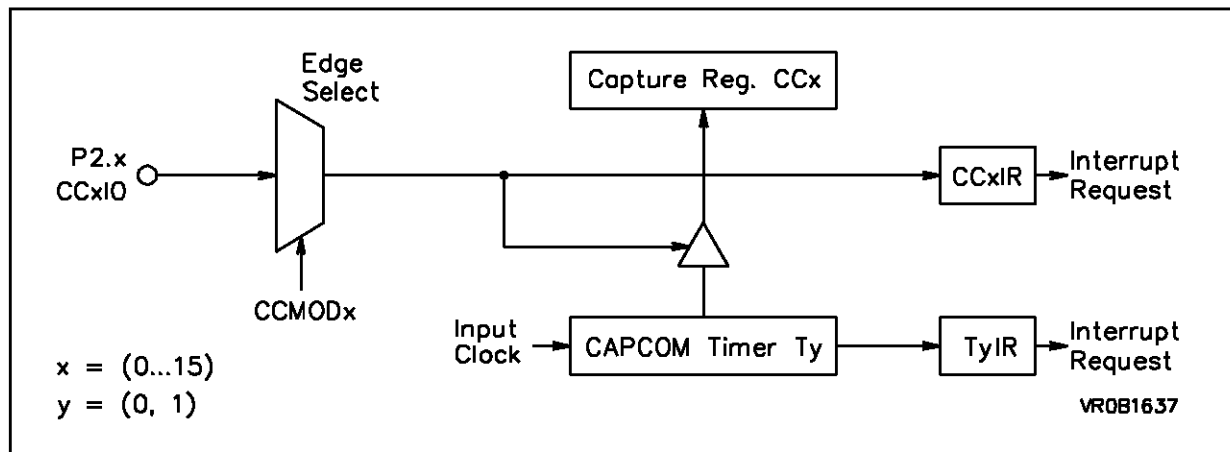 Edge
Select
Capture Reg. CCx
P2.x
CCxIO
CCxIR
Interrupt
Request
CCMODx
Input
Clock
CAPCOM Timer Ty
TyIR
Interrupt
Request
x = (0...15)
y = (0, 1)
VR0B1637